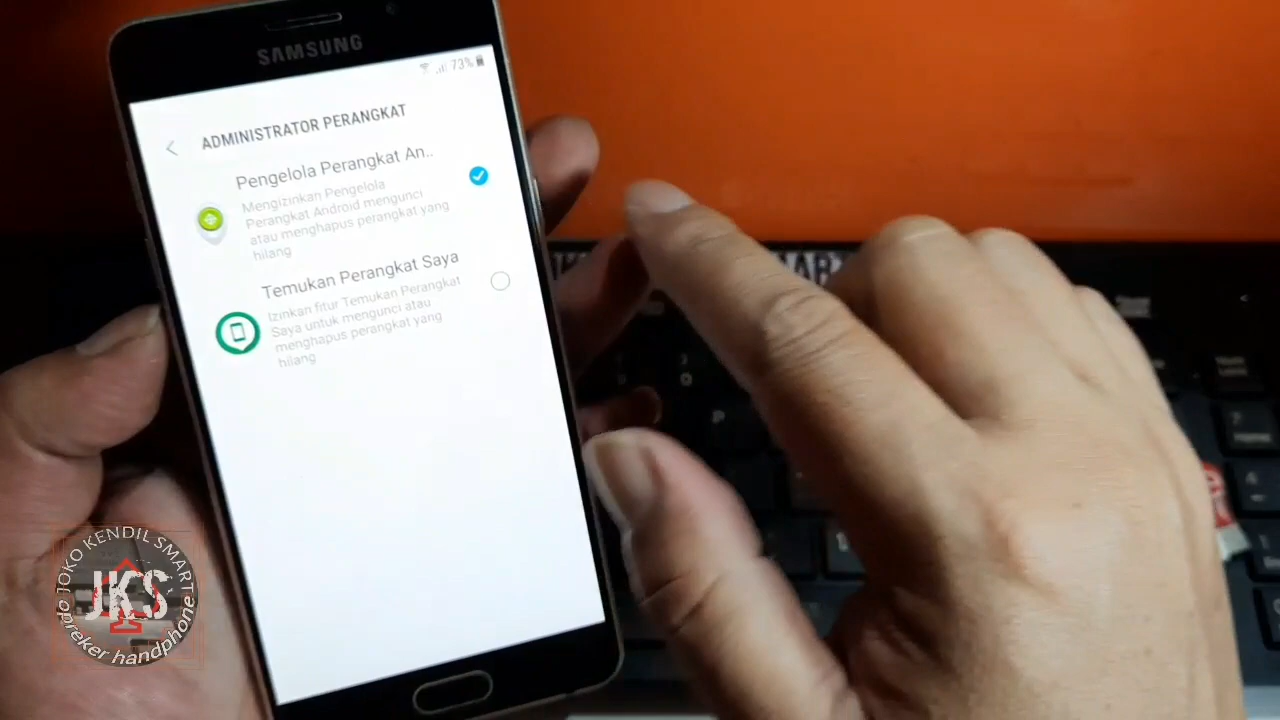 SAMSUNG
73%
ADMINISTRATOR PERANGKAT
Pengelola Perangkat An..
Mengizinkan Pengelola
Perangkat Android mengunci
atau menghapus perangkat yang
hilang
Temukan Perangkat Saya
Izinkan fitur Temukan Perangkat
Saya untuk mengunci atau
menghapus perangkat yang
hilang
JOKO KENDIL SMART
JKS
opreker handphone
P
7